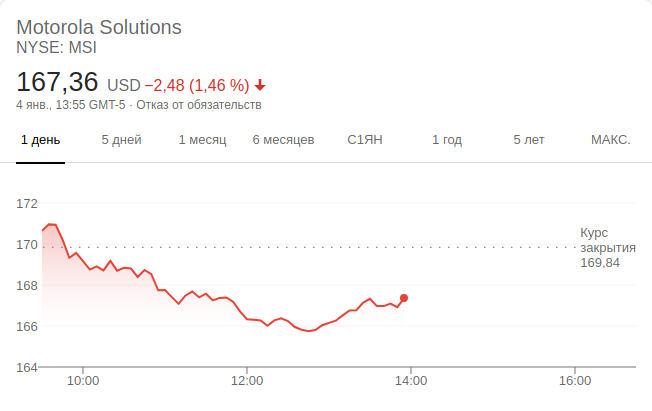 Motorola Solutions
NYSE: MSI
167,36 USD −2,48 (1,46 %)
4 янв., 13:55 GMT-5 · Отказ от обязательств
1 день 5 дней 1 месяц 6 месяцев С1ЯН 1 год 5 лет МАКС.
172
170
168
166
164
Курс
закрытия
169,84
10:00 12:00 14:00 16:00